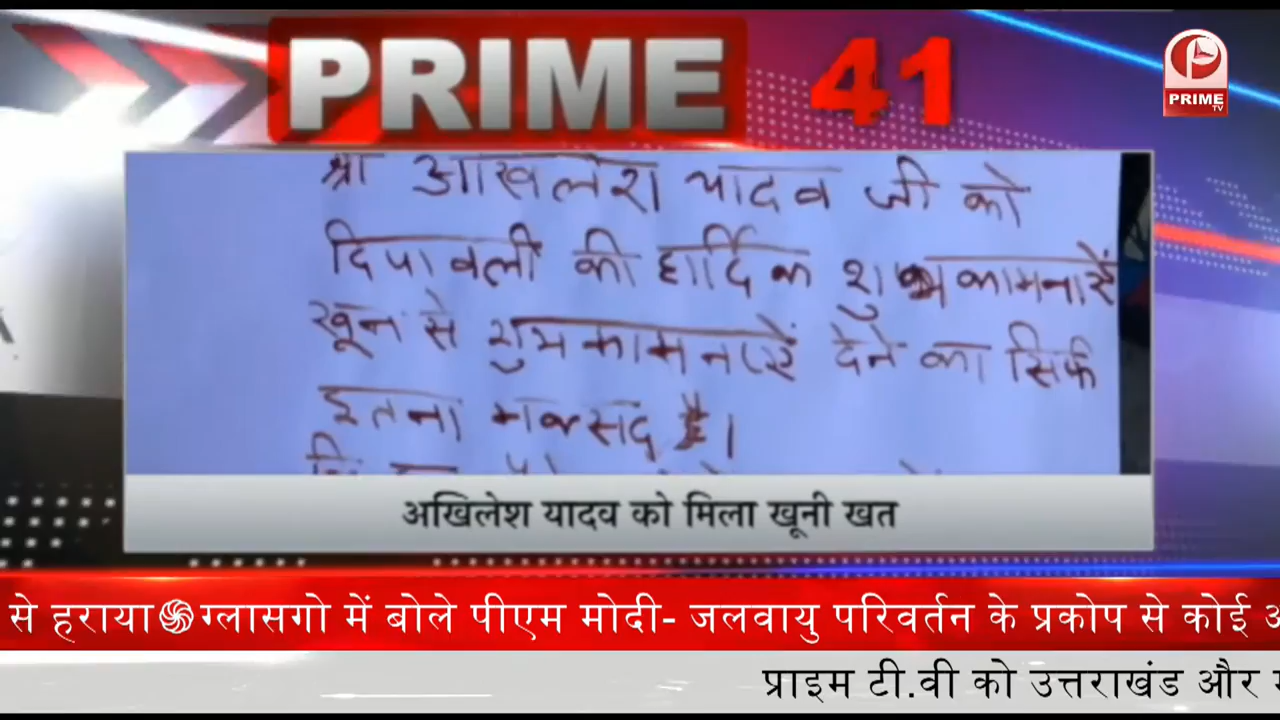 PRIME 41
PRIME
TV
श्री अखिलेश यादव जी को
दिपावली की हार्दिक शुभकामनाऐं
खून से शुभकामनाऐं देने का सिर्फ
इतना मकसद है।
अखिलेश यादव को मिला खूनी खत
से हराया ग्लासगो में बोले पीएम मोदी- जलवायु परिवर्तन के प्रकोप से कोई
प्राइम टी.वी को उत्तराखंड और